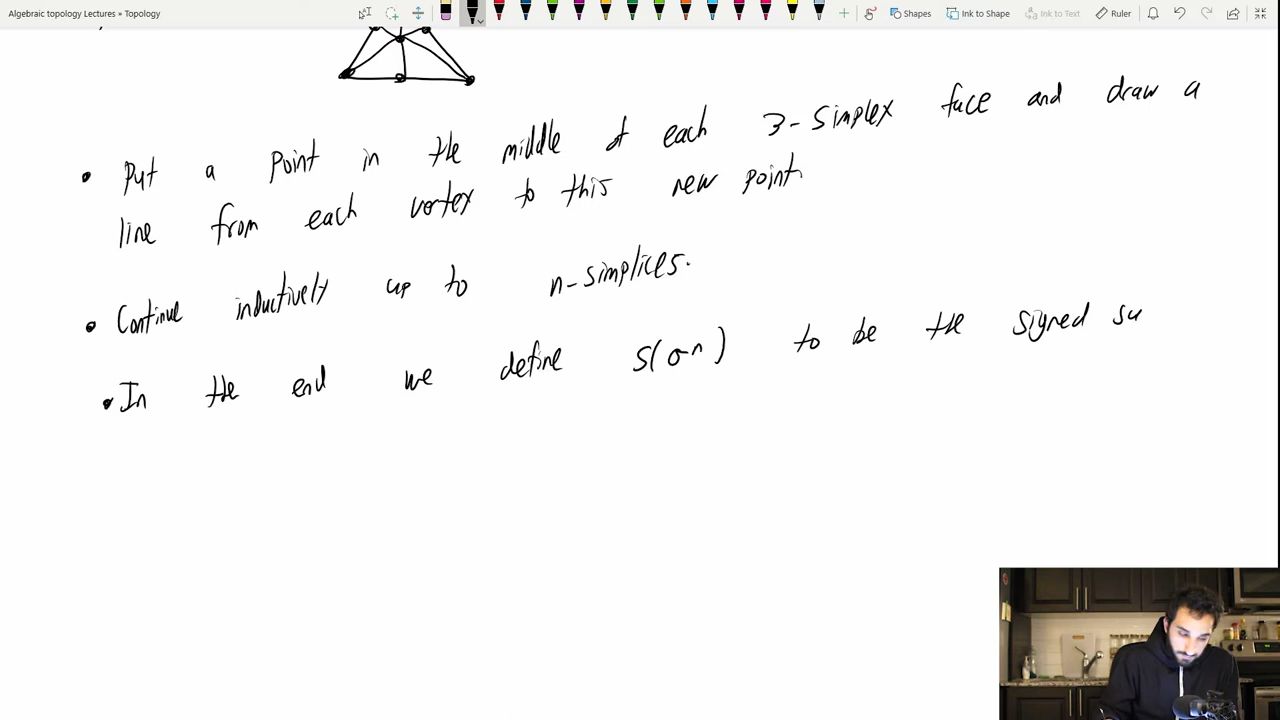 Algebraic topology Lectures » Topology
Shapes
Ink to Shape
Ink to Text
Ruler
• Put a point in the middle of each 3-simplex face and draw a
line from each vertex to this new point.
• Continue inductively up to n-simplices.
• In the end we define S(σn) to be the signed su